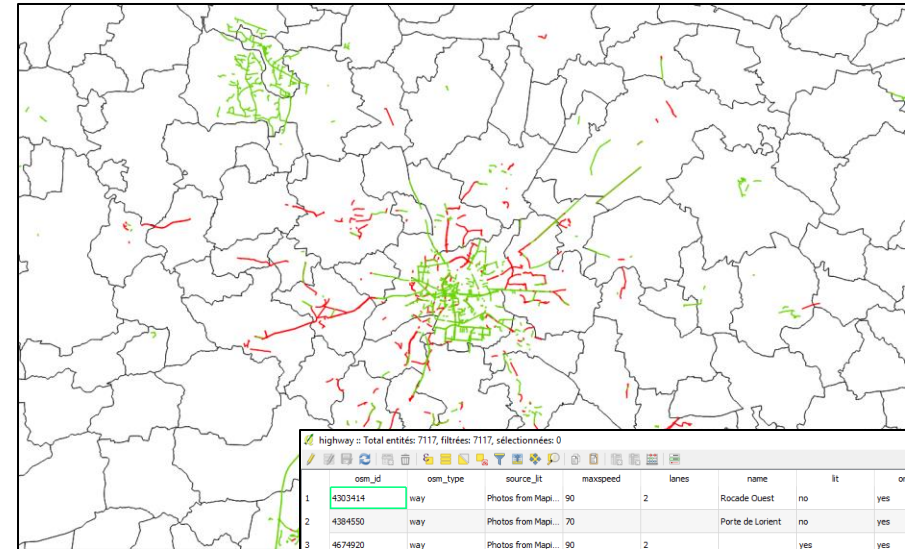 highway :: Total entités: 7117, filtrées: 7117, sélectionnées: 0
osm_id osm_type source_lit maxspeed lanes name lit
1 4303414 way Photos from Mapi... 90 2 Rocade Ouest no yes
2 4384550 way Photos from Mapi... 70 Porte de Lorient no yes
3 4674920 way Photos from Mapi... 90 2 yes yes